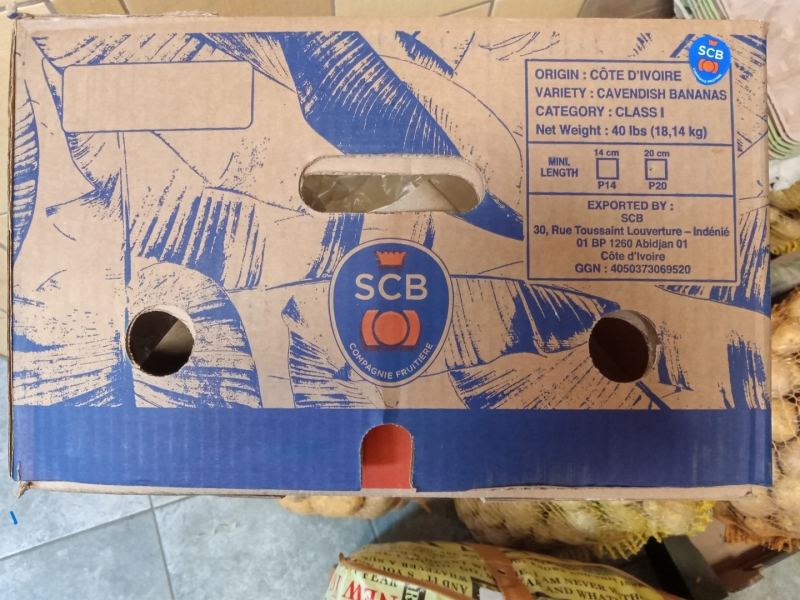 SCB
ORIGIN : CÔTE D'IVOIRE
VARIETY : CAVENDISH BANANAS
CATEGORY : CLASS I
Net Weight : 40 lbs (18,14 kg)
MINI. LENGTH
14 cm
P14
20 cm
P20
EXPORTED BY :
SCB
30, Rue Toussaint Louverture – Indénié
01 BP 1260 Abidjan 01
Côte d'Ivoire
GGN : 4050373069520
SCB
COMPAGNIE FRUITIÈRE
NEW